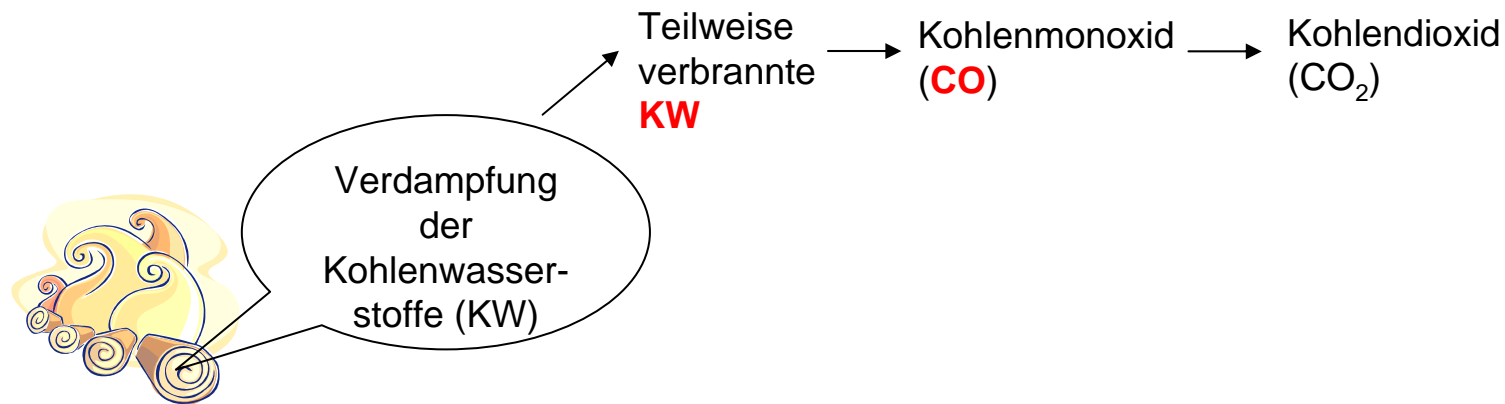 Teilweise
verbrannte
KW
Kohlenmonoxid
(CO)
Kohlendioxid
(CO₂)
Verdampfung
der
Kohlenwasser-
stoffe (KW)